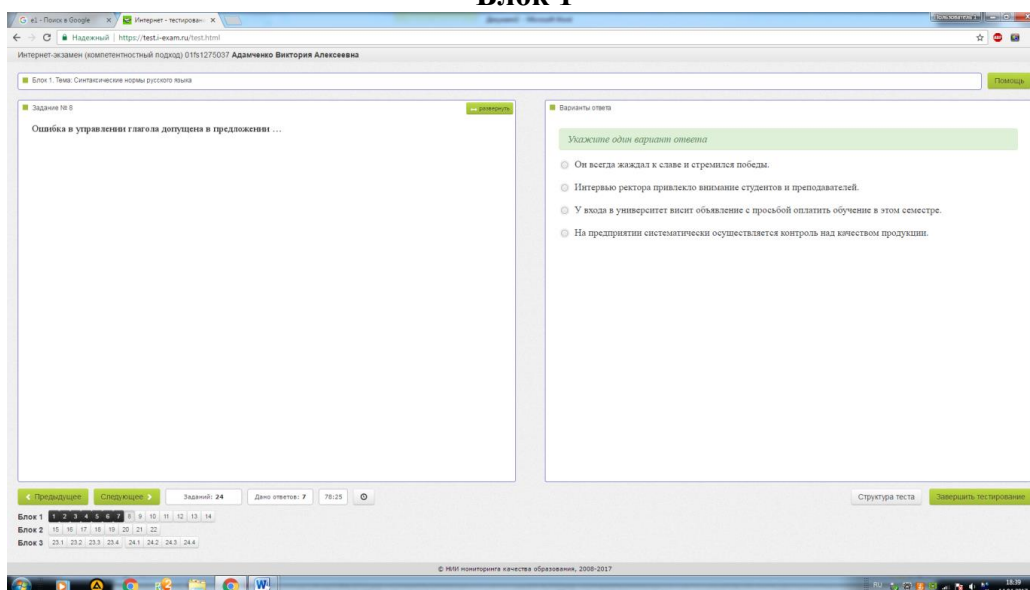 Блок 1
e1 - Поиск в Google
Интернет - тестирован
Надежный | https://test.i-exam.ru/test.html
Интернет-экзамен (компетентностный подход) 01fs1275037 Адамченко Виктория Алексеевна
Блок 1. Тема: Синтаксические нормы русского языка
Помощь
Задание № 8
развернуть
Ошибка в управлении глагола допущена в предложении …
Варианты ответа
Укажите один вариант ответа
Он всегда жаждал к славе и стремился победы.
Интервью ректора привлекло внимание студентов и преподавателей.
У входа в университет висит объявление с просьбой оплатить обучение в этом семестре.
На предприятии систематически осуществляется контроль над качеством продукции.
Предыдущее
Следующее
Заданий: 24
Дано ответов: 7
78:25
Структура теста
Завершить тестирование
Блок 1 1 2 3 4 5 6 7 8 9 10 11 12 13 14
Блок 2 15 16 17 18 19 20 21 22
Блок 3 23.1 23.2 23.3 23.4 24.1 24.2 24.3 24.4
© НИИ мониторинга качества образования, 2008-2017
RU
18:39